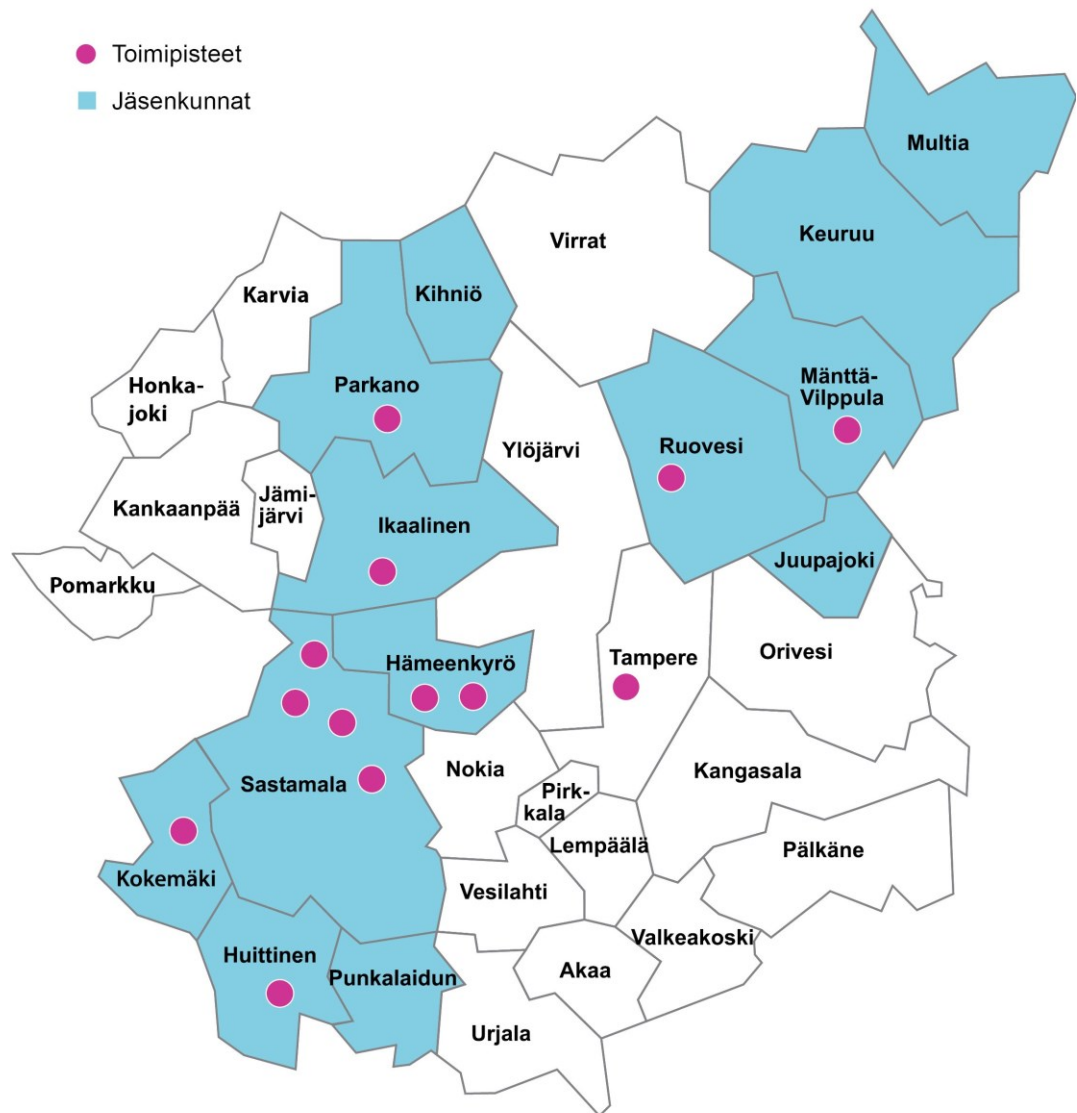 Toimipisteet
Jäsenkunnat
Multia
Keuruu
Virrat
Kihniö
Karvia
Honka-
joki
Parkano
Mänttä-
Vilppula
Ruovesi
Ylöjärvi
Kankaanpää
Jämi-
järvi
Ikaalinen
Pomarkku
Juupajoki
Hämeenkyrö
Tampere
Orivesi
Sastamala
Nokia
Kangasala
Pirk-
kala
Lempäälä
Pälkäne
Kokemäki
Vesilahti
Valkeakoski
Huittinen
Punkalaidun
Akaa
Urjala